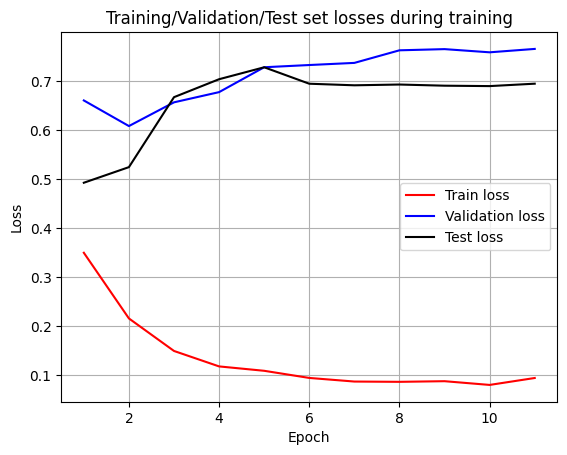 Training/Validation/Test set losses during training
Loss
0.7
0.6
0.5
0.4
0.3
0.2
0.1
Train loss
Validation loss
Test loss
2 4 6 8 10
Epoch